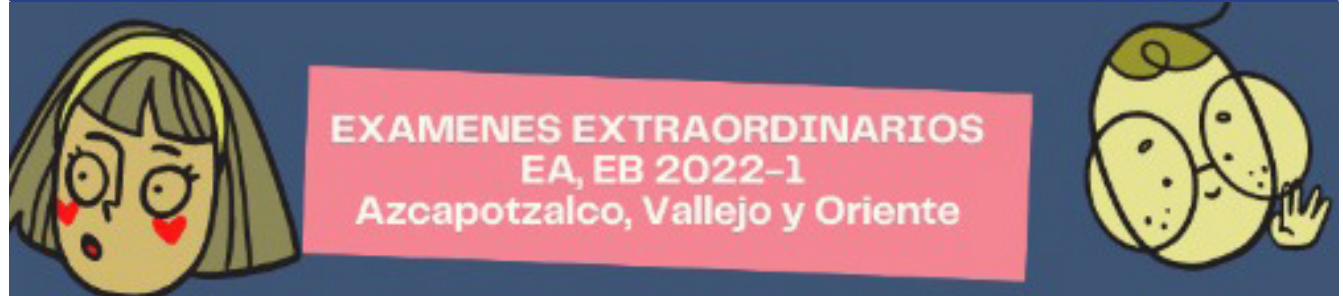 EXAMENES EXTRAORDINARIOS
EA, EB 2022-1
Azcapotzalco, Vallejo y Oriente